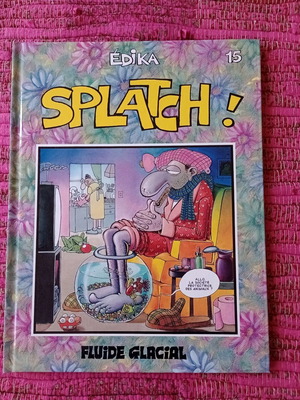 ÉDIKA
15
SPLATCH !
ALLO
LA SOCIÉTÉ
PROTECTRICE
DES ANIMAUX ?
FLUIDE GLACIAL